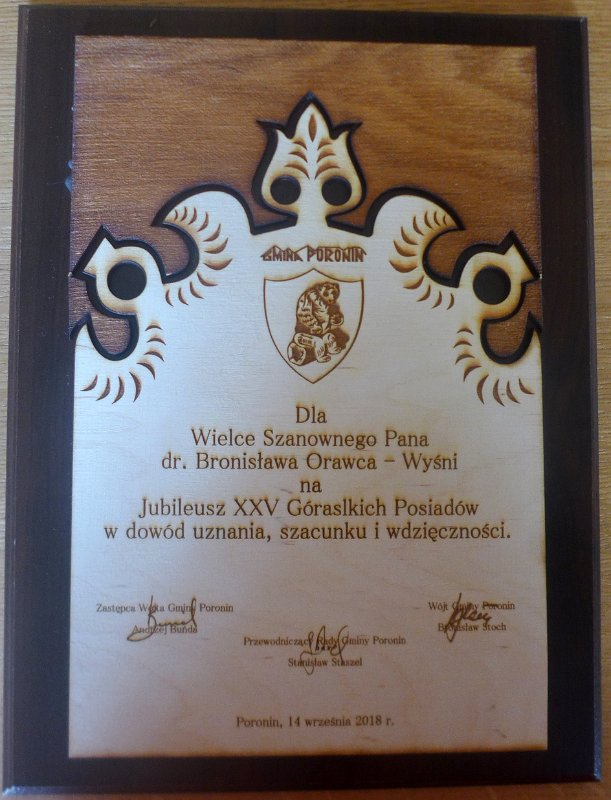 GMINA PORONIN
Dla
Wielce Szanownego Pana
dr. Bronisława Orawca – Wyśni
na
Jubileusz XXV Góraslkich Posiadów
w dowód uznania, szacunku i wdzięczności.
Zastępca Wójta Gminy Poronin
Andrzej Bunda
Wójt Gminy Poronin
Bronisław Stoch
Przewodniczący Rady Gminy Poronin
Stanisław Staszel
Poronin, 14 września 2018 r.